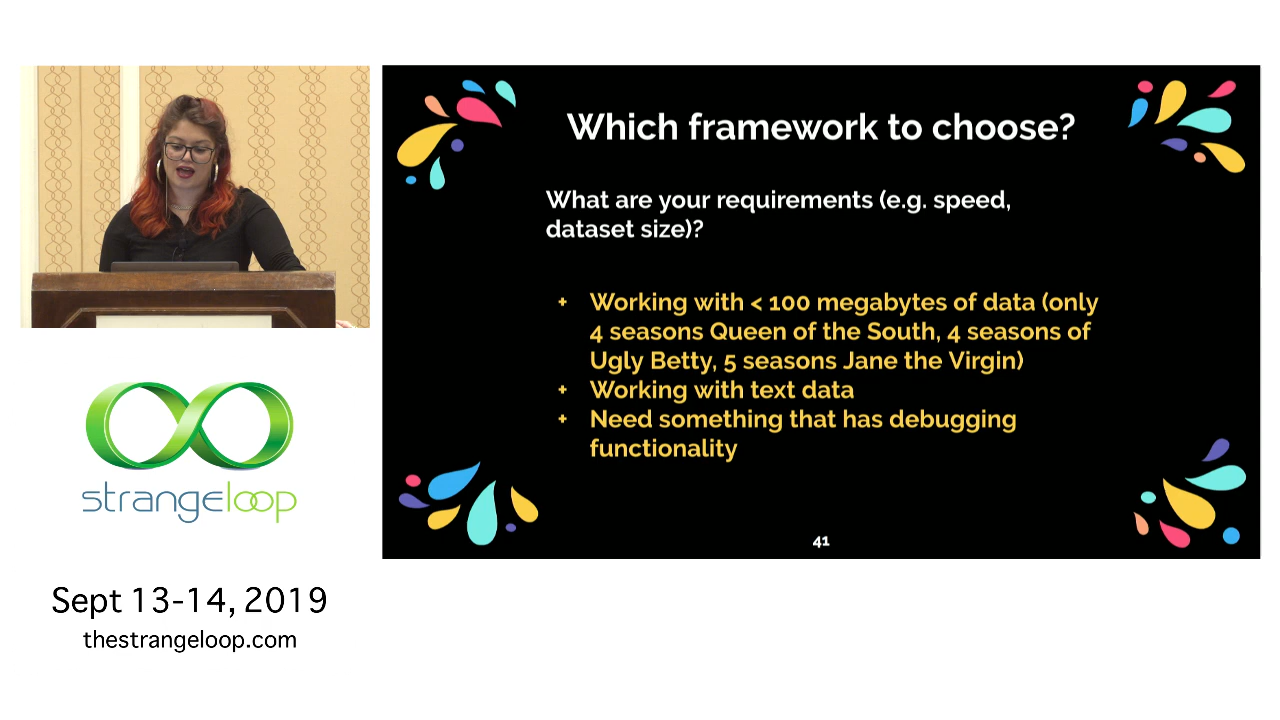 Which framework to choose?
What are your requirements (e.g. speed,
dataset size)?
+ Working with < 100 megabytes of data (only
4 seasons Queen of the South, 4 seasons of
Ugly Betty, 5 seasons Jane the Virgin)
+ Working with text data
+ Need something that has debugging
functionality
41
strangeloop
Sept 13-14, 2019
thestrangeloop.com